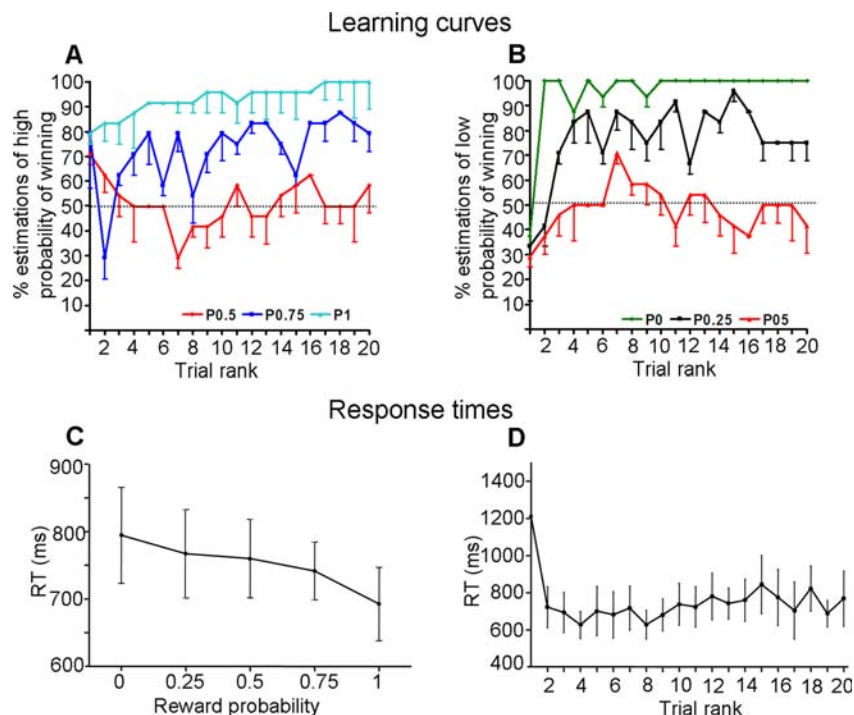 Learning curves
A
% estimations of high
probability of winning
100
90
80
70
60
50
40
30
20
10
P0.5 P0.75 P1
2 4 6 8 10 12 14 16 18 20
Trial rank
B
% estimations of low
probability of winning
100
90
80
70
60
50
40
30
20
10
P0 P0.25 P05
2 4 6 8 10 12 14 16 18 20
Trial rank
Response times
C
RT (ms)
900
800
700
600
0 0.25 0.5 0.75 1
Reward probability
D
RT (ms)
1400
1200
1000
800
600
400
2 4 6 8 10 12 14 16 18 20
Trial rank